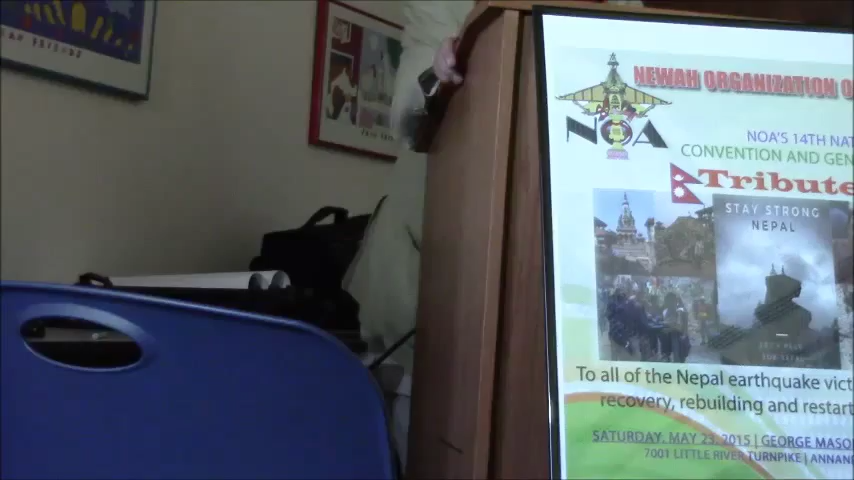 NEWAH ORGANIZATION O
NOA
NOA'S 14TH NAT
CONVENTION AND GEN
Tribute
STAY STRONG
NEPAL
To all of the Nepal earthquake vict
recovery, rebuilding and restart
SATURDAY, MAY 23, 2015 | GEORGE MASO
7001 LITTLE RIVER TURNPIKE | ANNAN